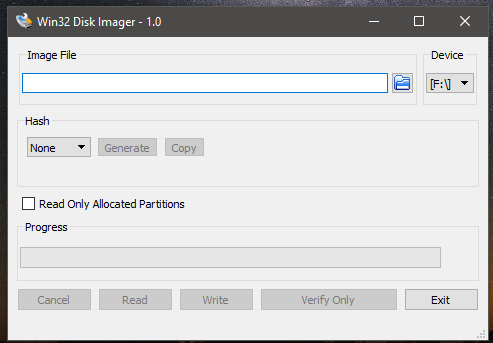 Win32 Disk Imager - 1.0
Image File
Device
[F:\]
Hash
None
Generate
Copy
Read Only Allocated Partitions
Progress
Cancel
Read
Write
Verify Only
Exit